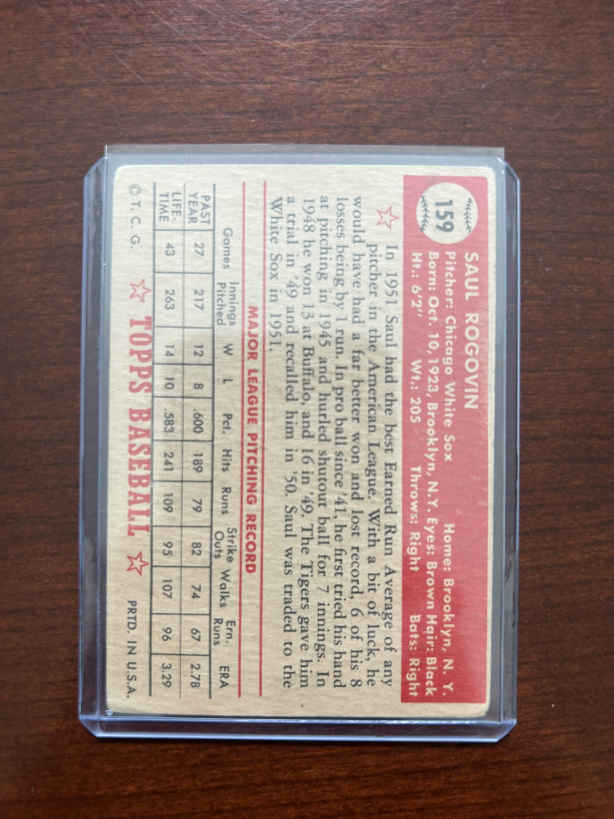 159
SAUL ROGOVIN
Pitcher: Chicago White Sox Home: Brooklyn, N. Y.
Born: Oct. 10, 1923, Brooklyn, N.Y. Eyes: Brown Hair: Black
Ht.: 6'2" Wt.: 205 Throws: Right Bats: Right
In 1951, Saul had the best Earned Run Average of any
pitcher in the American League. With a bit of luck, he
would have had a far better won and lost record, 6 of his 8
losses being by 1 run. In pro ball since '41, he first tried his hand
at pitching in 1945 and hurled shutout ball for 7 innings. In
1948 he won 13 at Buffalo, and 16 in '49. The Tigers gave him
a trial in '49 and recalled him in '50. Saul was traded to the
White Sox in 1951.
MAJOR LEAGUE PITCHING RECORD
Games Innings Pitched W L Pct. Hits Runs Strike Outs Walks Ern. Runs ERA
PAST YEAR 27 217 12 8 .600 189 79 82 74 67 2.78
LIFE-TIME 43 263 14 10 .583 241 109 95 107 96 3.29
© T. C. G. TOPPS BASEBALL PRTD. IN U.S.A.